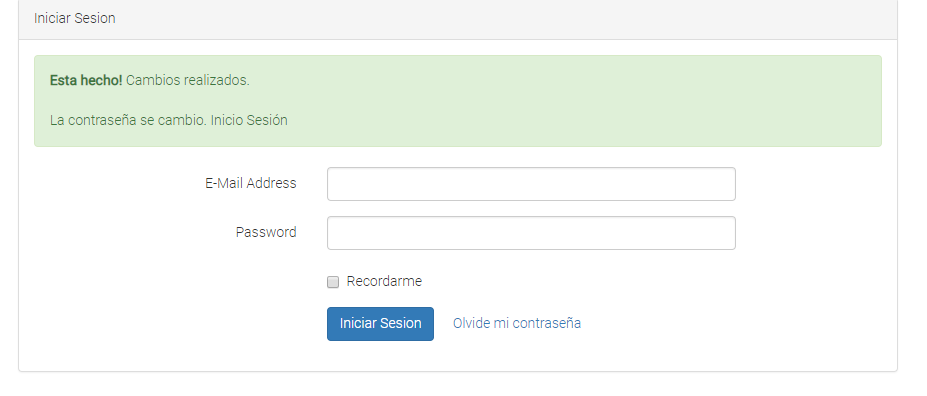 Iniciar Sesion
Esta hecho! Cambios realizados.
La contraseña se cambio. Inicio Sesión
E-Mail Address
Password
Recordarme
Iniciar Sesion Olvide mi contraseña